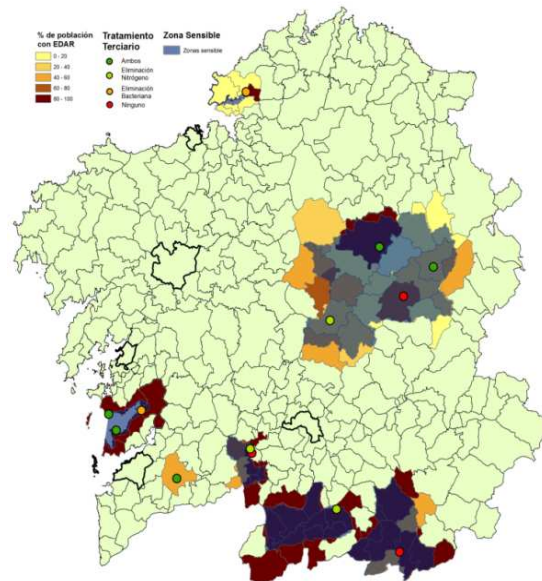 % de población
con EDAR
0 - 20
20 - 40
40 - 60
60 - 80
80 - 100
Tratamiento
Terciario
Ambos
Eliminación
Nitrógeno
Eliminación
Bacteriana
Ninguno
Zona Sensible
Zonas sensible